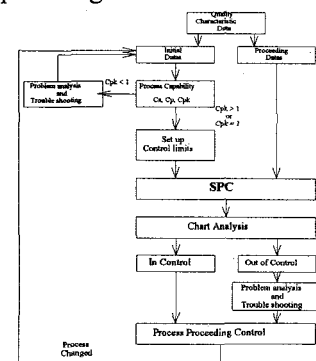 Quality
Characteristic
Data
Initial
Datas
Proceeding
Datas
Problem analysis
and
Trouble shooting
Cpk < 1
Process Capability
Ca, Cp, Cpk
Cpk > 1
or
Cpk = 1
Set up
Control limits
SPC
Chart Analysis
In Control
Out of Control
Problem analysis
and
Trouble shooting
Process Proceeding Control
Process
Changed